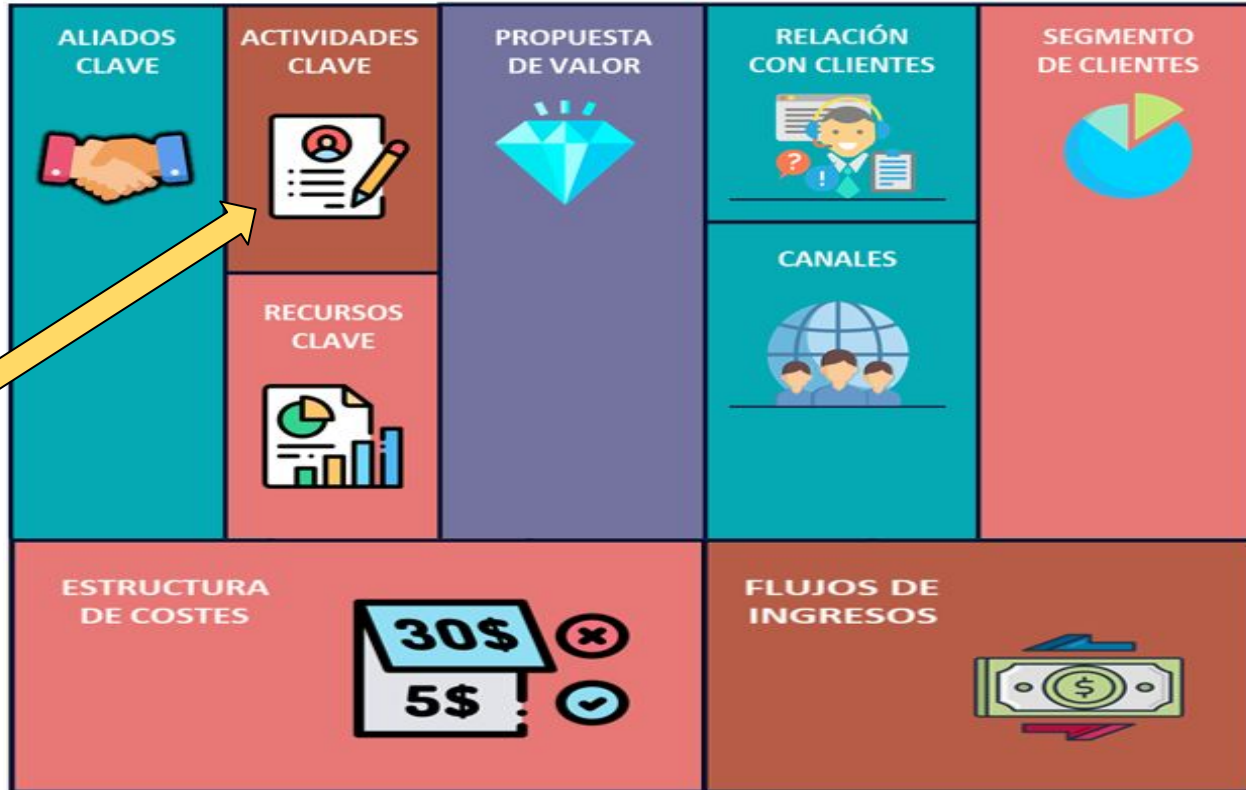 ALIADOS
CLAVE
ACTIVIDADES
CLAVE
PROPUESTA
DE VALOR
RELACIÓN
CON CLIENTES
SEGMENTO
DE CLIENTES
?
!
CANALES
RECURSOS
CLAVE
ESTRUCTURA
DE COSTES
30$
5$
FLUJOS DE
INGRESOS
$